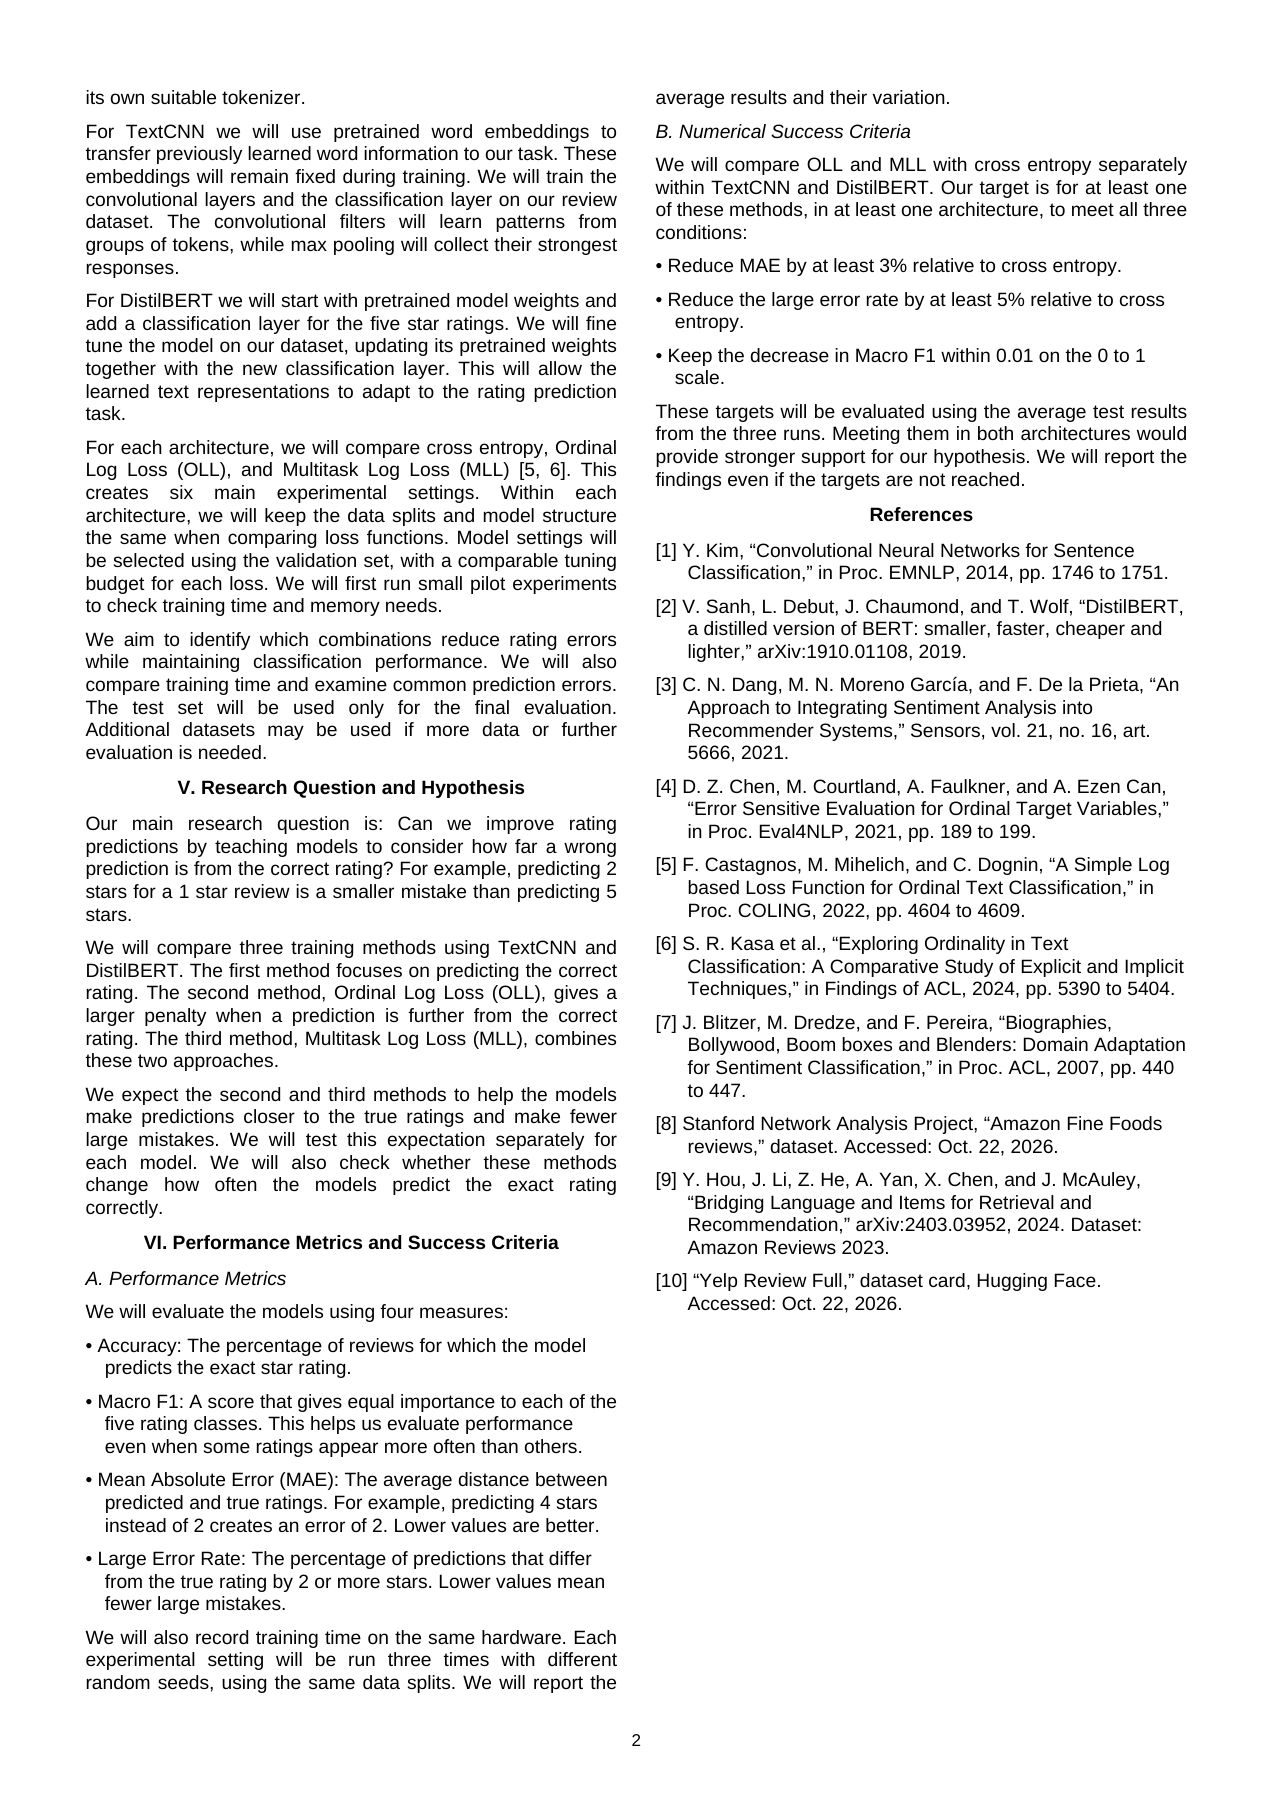 its own suitable tokenizer.
For TextCNN we will use pretrained word embeddings to
transfer previously learned word information to our task. These
embeddings will remain fixed during training. We will train the
convolutional layers and the classification layer on our review
dataset. The convolutional filters will learn patterns from
groups of tokens, while max pooling will collect their strongest
responses.
For DistilBERT we will start with pretrained model weights and
add a classification layer for the five star ratings. We will fine
tune the model on our dataset, updating its pretrained weights
together with the new classification layer. This will allow the
learned text representations to adapt to the rating prediction
task.
For each architecture, we will compare cross entropy, Ordinal
Log Loss (OLL), and Multitask Log Loss (MLL) [5, 6]. This
creates six main experimental settings. Within each
architecture, we will keep the data splits and model structure
the same when comparing loss functions. Model settings will
be selected using the validation set, with a comparable tuning
budget for each loss. We will first run small pilot experiments
to check training time and memory needs.
We aim to identify which combinations reduce rating errors
while maintaining classification performance. We will also
compare training time and examine common prediction errors.
The test set will be used only for the final evaluation.
Additional datasets may be used if more data or further
evaluation is needed.
V. Research Question and Hypothesis
Our main research question is: Can we improve rating
predictions by teaching models to consider how far a wrong
prediction is from the correct rating? For example, predicting 2
stars for a 1 star review is a smaller mistake than predicting 5
stars.
We will compare three training methods using TextCNN and
DistilBERT. The first method focuses on predicting the correct
rating. The second method, Ordinal Log Loss (OLL), gives a
larger penalty when a prediction is further from the correct
rating. The third method, Multitask Log Loss (MLL), combines
these two approaches.
We expect the second and third methods to help the models
make predictions closer to the true ratings and make fewer
large mistakes. We will test this expectation separately for
each model. We will also check whether these methods
change how often the models predict the exact rating
correctly.
VI. Performance Metrics and Success Criteria
A. Performance Metrics
We will evaluate the models using four measures:
• Accuracy: The percentage of reviews for which the model
predicts the exact star rating.
• Macro F1: A score that gives equal importance to each of the
five rating classes. This helps us evaluate performance
even when some ratings appear more often than others.
• Mean Absolute Error (MAE): The average distance between
predicted and true ratings. For example, predicting 4 stars
instead of 2 creates an error of 2. Lower values are better.
• Large Error Rate: The percentage of predictions that differ
from the true rating by 2 or more stars. Lower values mean
fewer large mistakes.
We will also record training time on the same hardware. Each
experimental setting will be run three times with different
random seeds, using the same data splits. We will report the
average results and their variation.
B. Numerical Success Criteria
We will compare OLL and MLL with cross entropy separately
within TextCNN and DistilBERT. Our target is for at least one
of these methods, in at least one architecture, to meet all three
conditions:
• Reduce MAE by at least 3% relative to cross entropy.
• Reduce the large error rate by at least 5% relative to cross
entropy.
• Keep the decrease in Macro F1 within 0.01 on the 0 to 1
scale.
These targets will be evaluated using the average test results
from the three runs. Meeting them in both architectures would
provide stronger support for our hypothesis. We will report the
findings even if the targets are not reached.
References
[1] Y. Kim, “Convolutional Neural Networks for Sentence
Classification,” in Proc. EMNLP, 2014, pp. 1746 to 1751.
[2] V. Sanh, L. Debut, J. Chaumond, and T. Wolf, “DistilBERT,
a distilled version of BERT: smaller, faster, cheaper and
lighter,” arXiv:1910.01108, 2019.
[3] C. N. Dang, M. N. Moreno García, and F. De la Prieta, “An
Approach to Integrating Sentiment Analysis into
Recommender Systems,” Sensors, vol. 21, no. 16, art.
5666, 2021.
[4] D. Z. Chen, M. Courtland, A. Faulkner, and A. Ezen Can,
“Error Sensitive Evaluation for Ordinal Target Variables,”
in Proc. Eval4NLP, 2021, pp. 189 to 199.
[5] F. Castagnos, M. Mihelich, and C. Dognin, “A Simple Log
based Loss Function for Ordinal Text Classification,” in
Proc. COLING, 2022, pp. 4604 to 4609.
[6] S. R. Kasa et al., “Exploring Ordinality in Text
Classification: A Comparative Study of Explicit and Implicit
Techniques,” in Findings of ACL, 2024, pp. 5390 to 5404.
[7] J. Blitzer, M. Dredze, and F. Pereira, “Biographies,
Bollywood, Boom boxes and Blenders: Domain Adaptation
for Sentiment Classification,” in Proc. ACL, 2007, pp. 440
to 447.
[8] Stanford Network Analysis Project, “Amazon Fine Foods
reviews,” dataset. Accessed: Oct. 22, 2026.
[9] Y. Hou, J. Li, Z. He, A. Yan, X. Chen, and J. McAuley,
“Bridging Language and Items for Retrieval and
Recommendation,” arXiv:2403.03952, 2024. Dataset:
Amazon Reviews 2023.
[10] “Yelp Review Full,” dataset card, Hugging Face.
Accessed: Oct. 22, 2026.
2